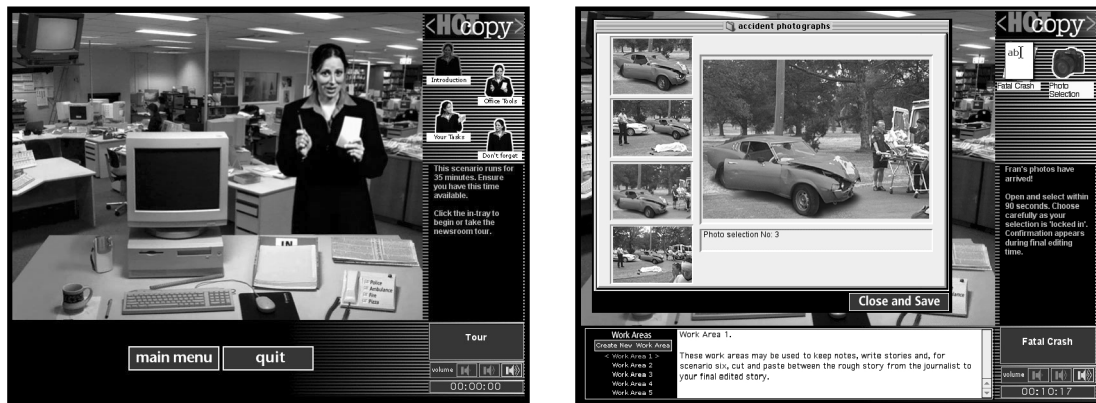 <HOT
copy>
Introduction
Office Tools
Your Tasks
Don't forget
This scenario runs for
35 minutes. Ensure
you have this time
available.
Click the in-tray to
begin or take the
newsroom tour.
IN
Police
Ambulance
Fire
Pizza
main menu
quit
Tour
volume
00:00:00
accident photographs
Photo selection No: 3
Close and Save
<HOT
copy>
ab
Fatal Crash
Photo
Selection
Fran's photos have
arrived!
Open and select within
90 seconds. Choose
carefully as your
selection is 'locked in'.
Confirmation appears
during final editing
time.
Work Areas
Create New Work Area
< Work Area 1 >
Work Area 2
Work Area 3
Work Area 4
Work Area 5
Work Area 1.
These work areas may be used to keep notes, write stories and, for
scenario six, cut and paste between the rough story from the journalist to
your final edited story.
Fatal Crash
volume
00:10:17